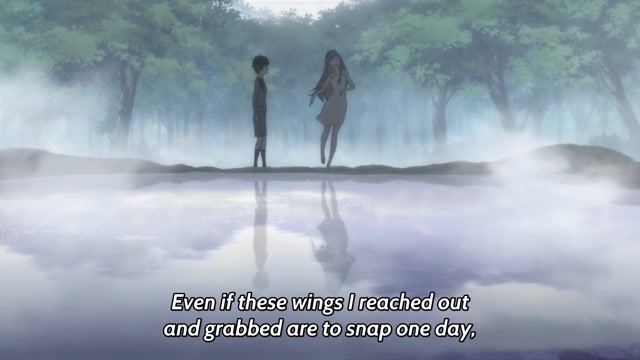 Even if these wings I reached out
and grabbed are to snap one day,